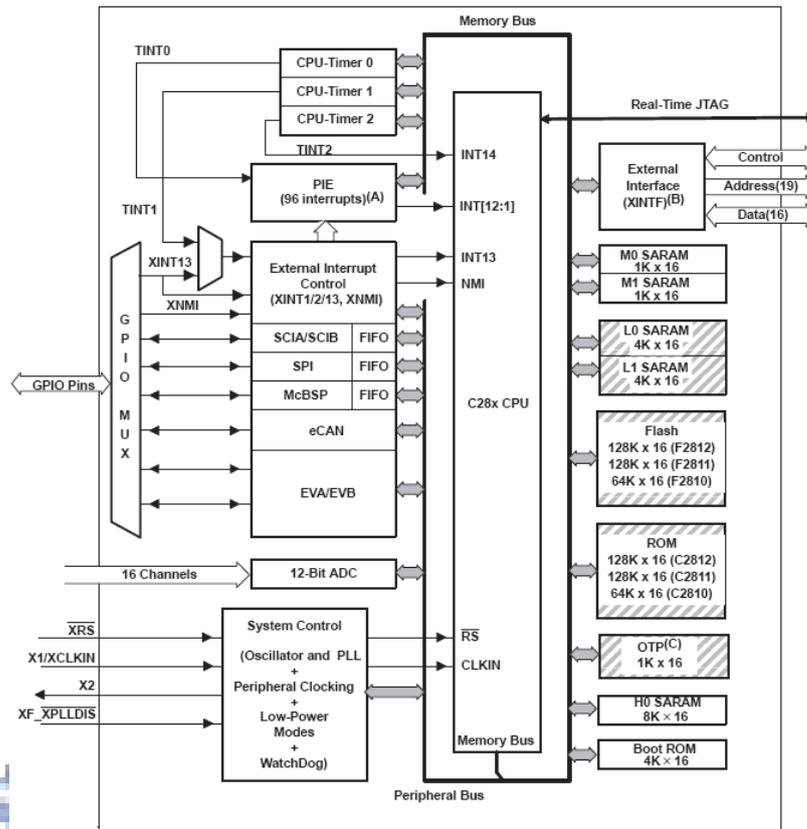 Memory Bus
TINT0
CPU-Timer 0
CPU-Timer 1
CPU-Timer 2
Real-Time JTAG
TINT2
INT14
PIE
(96 interrupts)(A)
INT[12:1]
External
Interface
(XINTF)(B)
Control
Address(19)
Data(16)
TINT1
XINT13
XNMI
External Interrupt
Control
(XINT1/2/13, XNMI)
INT13
NMI
M0 SARAM
1K x 16
M1 SARAM
1K x 16
L0 SARAM
4K x 16
L1 SARAM
4K x 16
GPIO Pins
GPIO MUX
SCIA/SCIB FIFO
SPI FIFO
McBSP FIFO
eCAN
EVA/EVB
C28x CPU
Flash
128K x 16 (F2812)
128K x 16 (F2811)
64K x 16 (F2810)
16 Channels
12-Bit ADC
ROM
128K x 16 (C2812)
128K x 16 (C2811)
64K x 16 (C2810)
XRS
X1/XCLKIN
X2
XF_XPLLDIS
System Control
(Oscillator and PLL
+
Peripheral Clocking
+
Low-Power
Modes
+
WatchDog)
RS
CLKIN
OTP(C)
1K x 16
H0 SARAM
8K × 16
Boot ROM
4K × 16
Memory Bus
Peripheral Bus